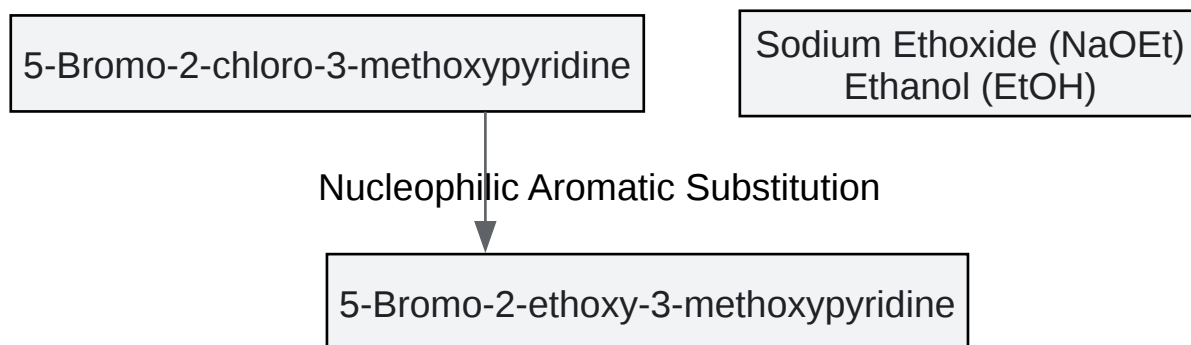 5-Bromo-2-chloro-3-methoxypyridine
Sodium Ethoxide (NaOEt)
Ethanol (EtOH)
Nucleophilic Aromatic Substitution
5-Bromo-2-ethoxy-3-methoxypyridine